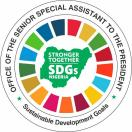 OFFICE OF THE SENIOR SPECIAL ASSISTANT TO THE PRESIDENT
STRONGER
TOGETHER
SDGs
NIGERIA
Sustainable Development Goals